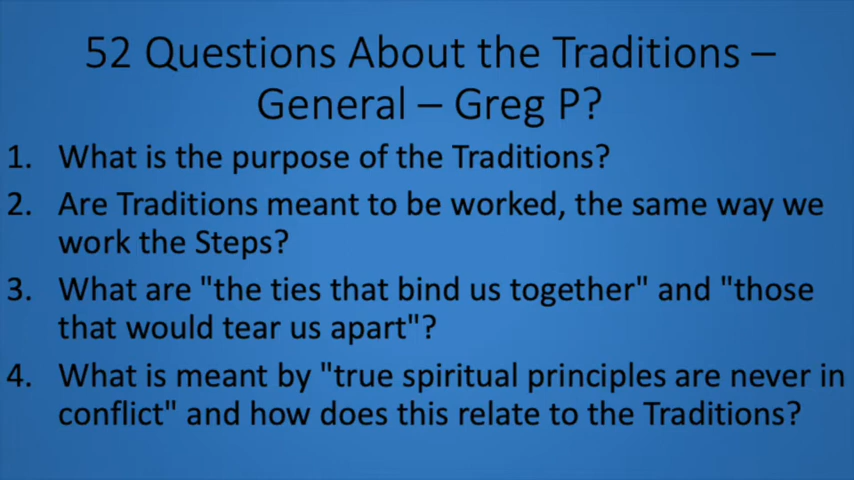 52 Questions About the Traditions –
General – Greg P?
1. What is the purpose of the Traditions?
2. Are Traditions meant to be worked, the same way we
work the Steps?
3. What are "the ties that bind us together" and "those
that would tear us apart"?
4. What is meant by "true spiritual principles are never in
conflict" and how does this relate to the Traditions?